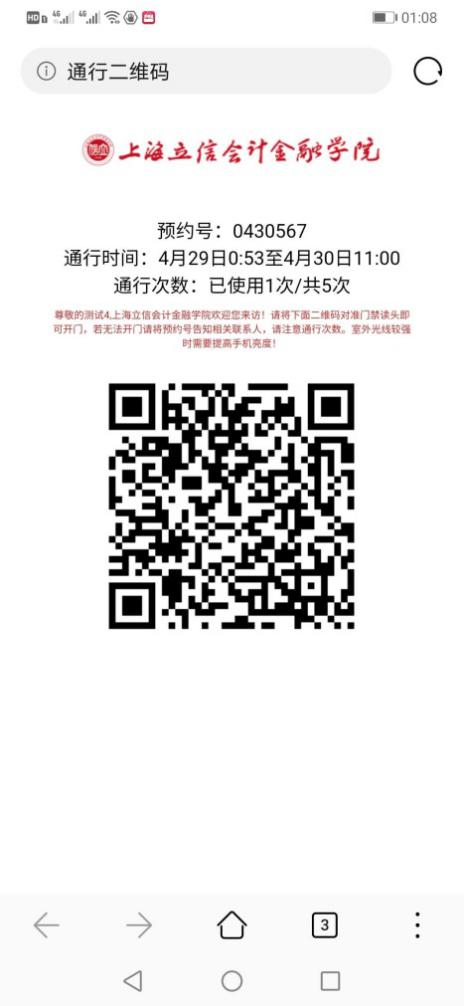 HD 4G 4G 01:08
通行二维码
上海立信会计金融学院
预约号：0430567
通行时间：4月29日0:53至4月30日11:00
通行次数：已使用1次/共5次
尊敬的测试4,上海立信会计金融学院欢迎您来访！请将下面二维码对准门禁读头即
可开门，若无法开门请将预约号告知相关联系人，请注意通行次数。室外光线较强
时需要提高手机亮度！
3